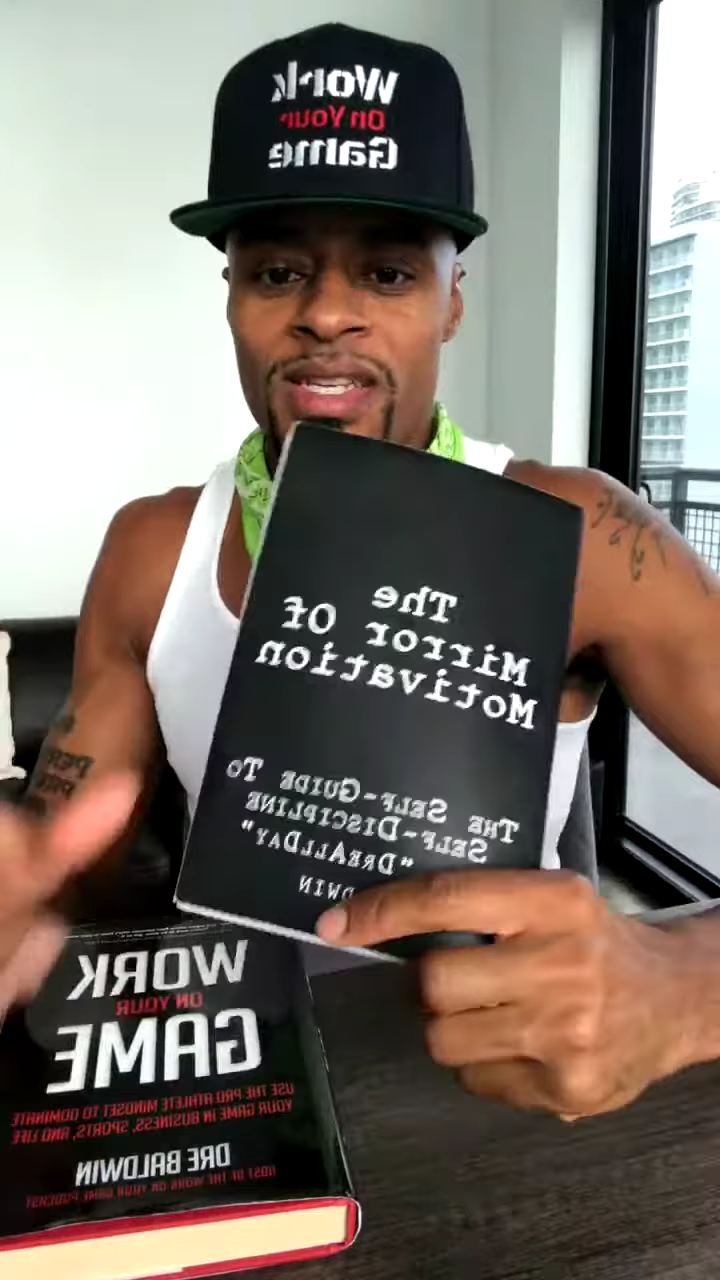 Work
On Your
Game
The
Mirror Of
Motivation
The Self-Guide To
Self-Discipline
"DreAllDay"
WORK
ON YOUR
GAME
USE THE PRO ATHLETE MINDSET TO DOMINATE
YOUR GAME IN BUSINESS, SPORTS, AND LIFE
DRE BALDWIN
HOST OF THE WORK ON YOUR GAME PODCAST